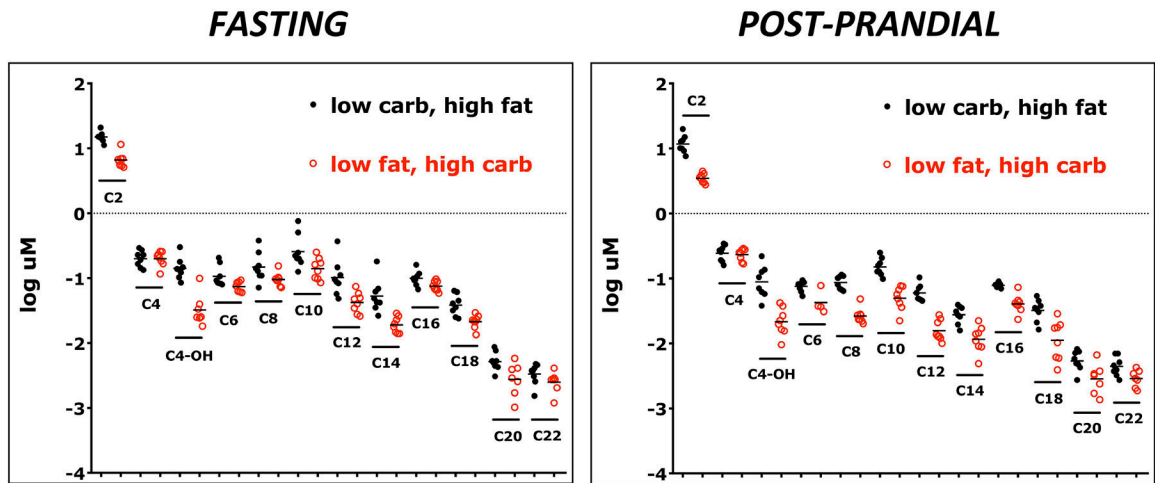 FASTING
POST-PRANDIAL
log uM
2
1
0
-1
-2
-3
-4
low carb, high fat
low fat, high carb
C2
C4
C4-OH
C6
C8
C10
C12
C14
C16
C18
C20
C22
log uM
2
1
0
-1
-2
-3
-4
low carb, high fat
low fat, high carb
C2
C4
C4-OH
C6
C8
C10
C12
C14
C16
C18
C20
C22